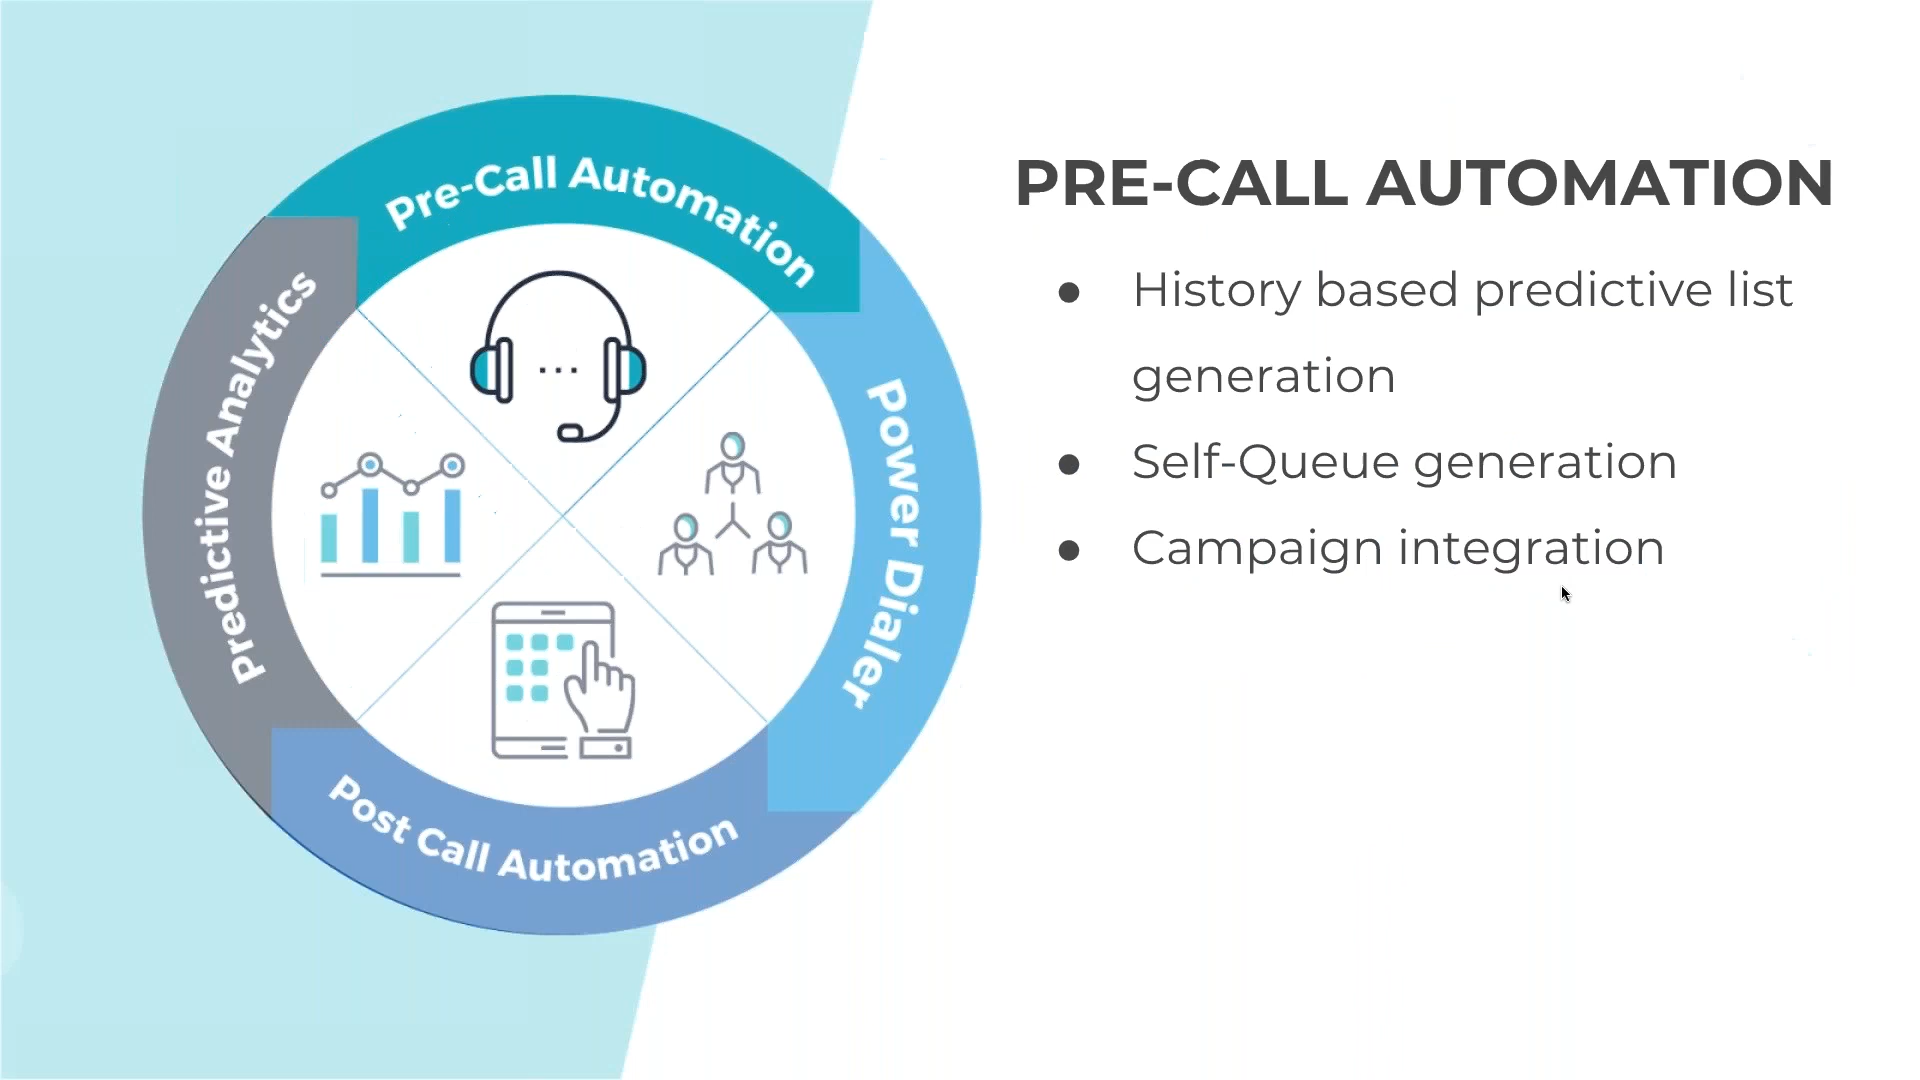 Pre-Call Automation
Predictive Analytics
Power Dialer
Post Call Automation
PRE-CALL AUTOMATION
● History based predictive list
generation
● Self-Queue generation
● Campaign integration